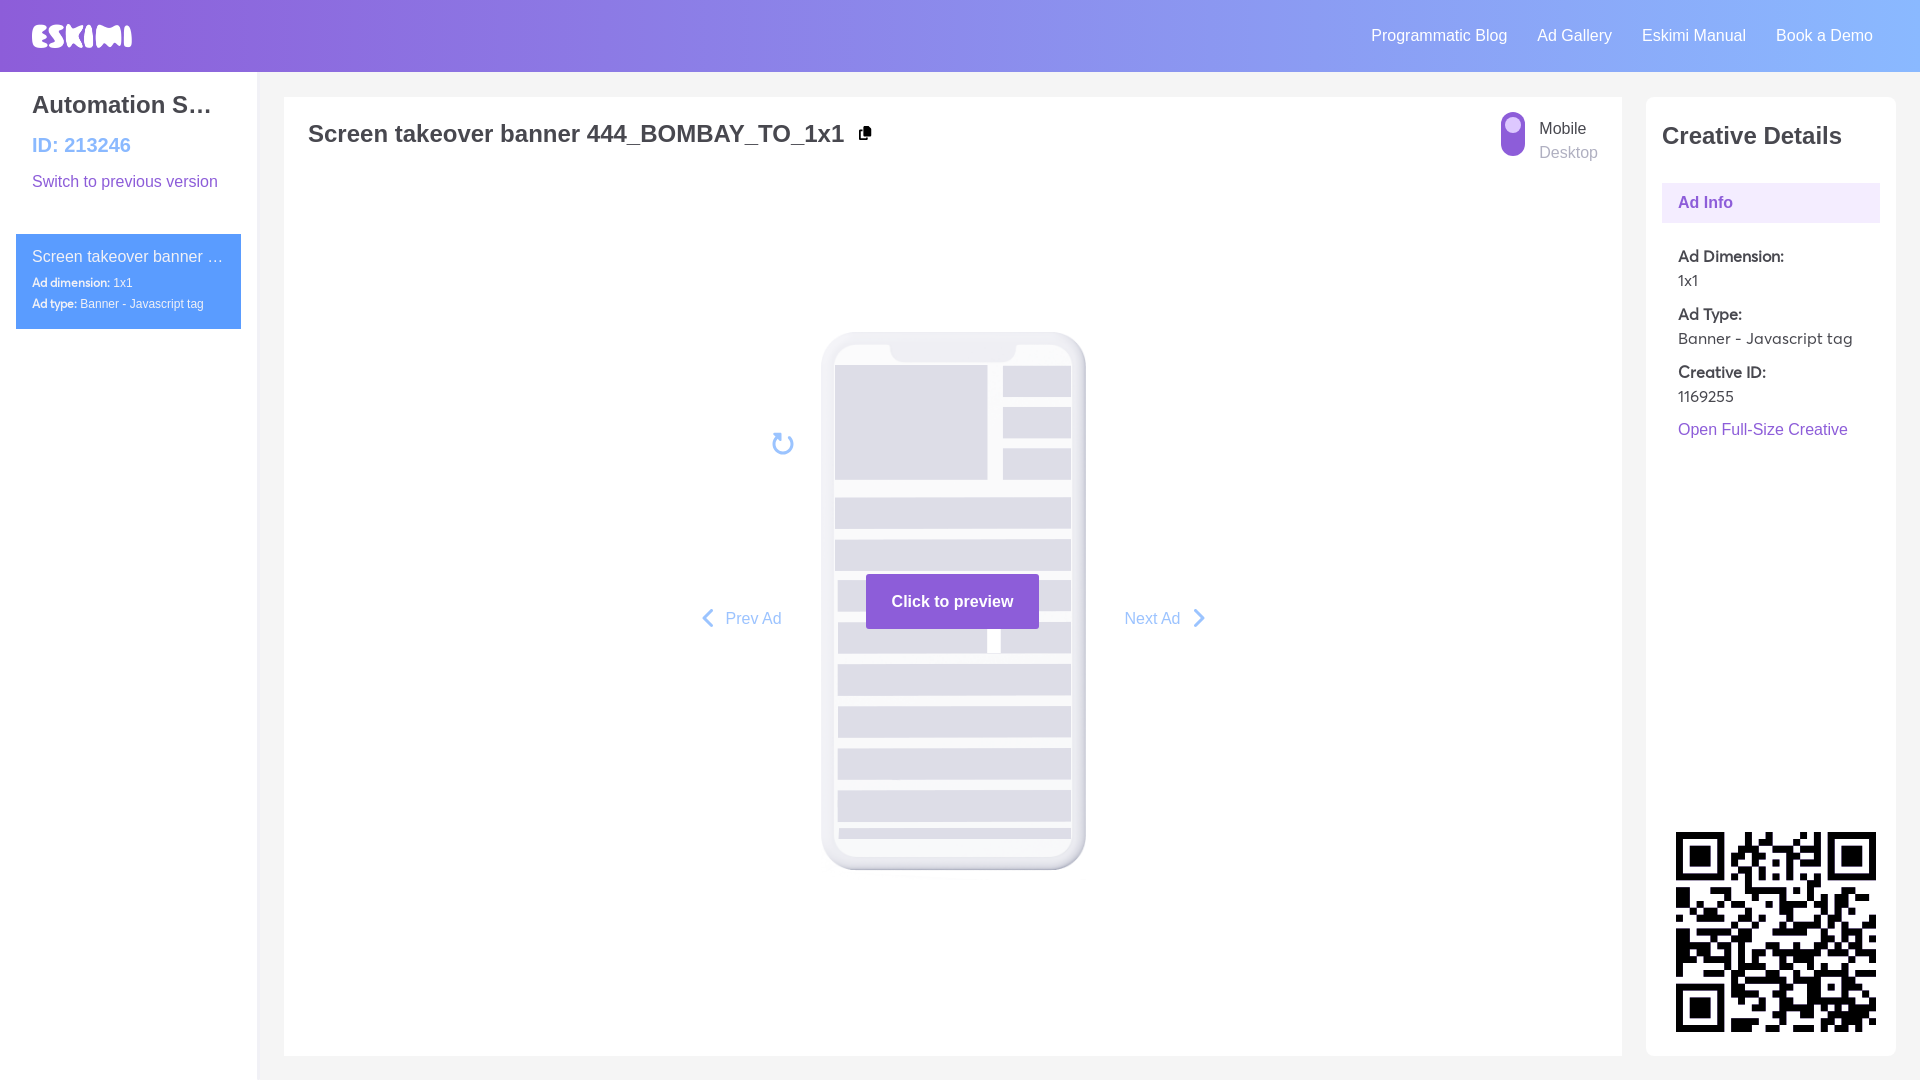 ESKIMI
Programmatic Blog
Ad Gallery
Eskimi Manual
Book a Demo
Automation S…
ID: 213246
Switch to previous version
Screen takeover banner …
Ad dimension: 1x1
Ad type: Banner - Javascript tag
Screen takeover banner 444_BOMBAY_TO_1x1
Mobile
Desktop
Click to preview
Prev Ad
Next Ad
Creative Details
Ad Info
Ad Dimension:
1x1
Ad Type:
Banner - Javascript tag
Creative ID:
1169255
Open Full-Size Creative